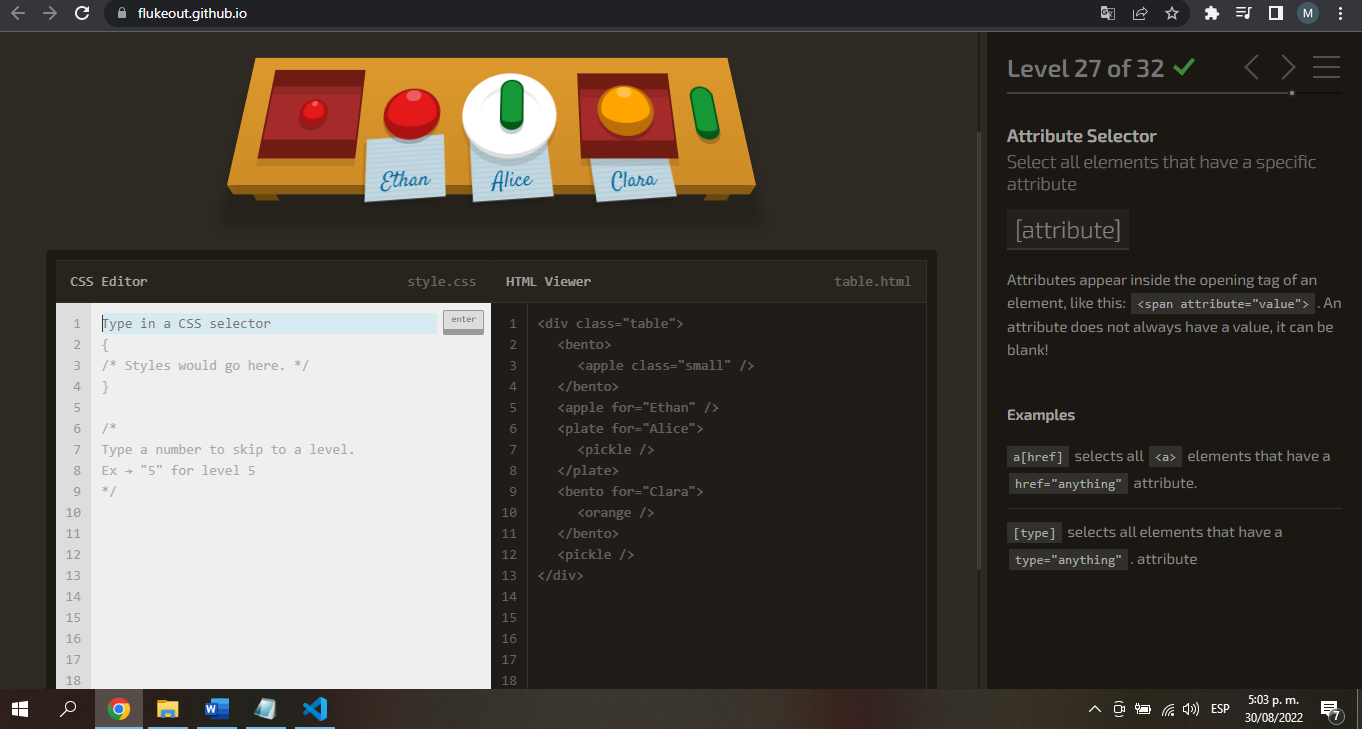 flukeout.github.io
M
Ethan
Alice
Clara
CSS Editor
style.css
HTML Viewer
table.html
1
2
3
4
5
6
7
8
9
10
11
12
13
14
15
16
17
18
Type in a CSS selector
enter
{
/* Styles would go here. */
}
/*
Type a number to skip to a level.
Ex → "5" for level 5
*/
1
2
3
4
5
6
7
8
9
10
11
12
13
14
15
16
17
18
<div class="table">
<bento>
<apple class="small" />
</bento>
<apple for="Ethan" />
<plate for="Alice">
<pickle />
</plate>
<bento for="Clara">
<orange />
</bento>
<pickle />
</div>
Level 27 of 32
Attribute Selector
Select all elements that have a specific
attribute
[attribute]
Attributes appear inside the opening tag of an
element, like this: <span attribute="value"> . An
attribute does not always have a value, it can be
blank!
Examples
a[href] selects all <a> elements that have a
href="anything" attribute.
[type] selects all elements that have a
type="anything" . attribute
ESP
5:03 p. m.
30/08/2022
7